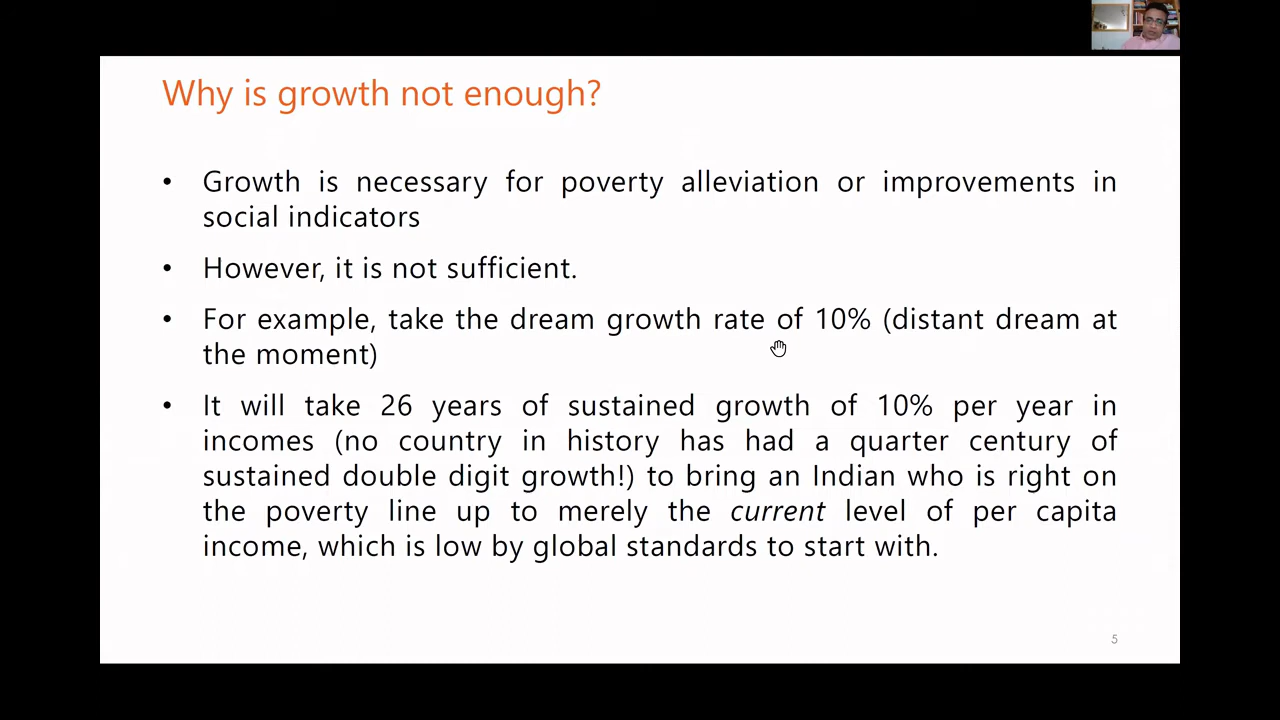 Why is growth not enough?
• Growth is necessary for poverty alleviation or improvements in
social indicators
• However, it is not sufficient.
• For example, take the dream growth rate of 10% (distant dream at
the moment)
• It will take 26 years of sustained growth of 10% per year in
incomes (no country in history has had a quarter century of
sustained double digit growth!) to bring an Indian who is right on
the poverty line up to merely the current level of per capita
income, which is low by global standards to start with.
5